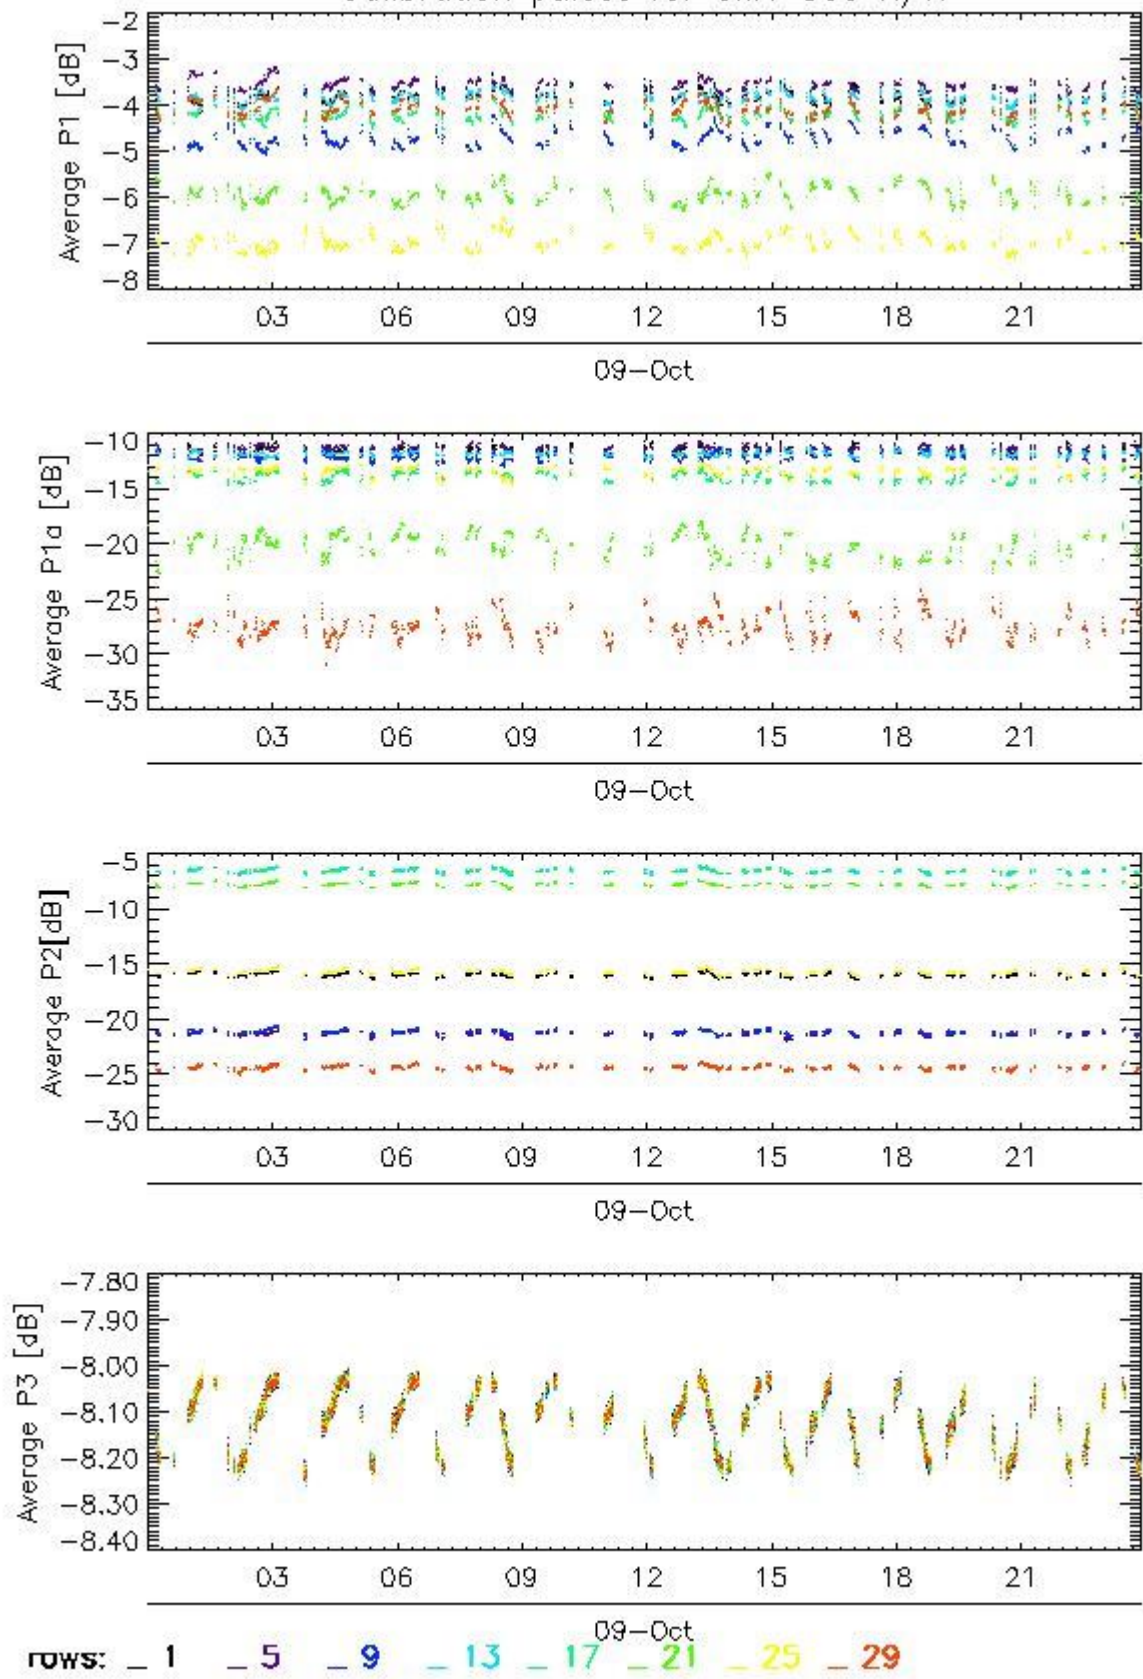 -2
-3
-4
-5
-6
-7
-8
Average P1 [dB]
03 06 09 12 15 18 21
09-Oct
-10
-15
-20
-25
-30
-35
Average P1a [dB]
03 06 09 12 15 18 21
09-Oct
-5
-10
-15
-20
-25
-30
Average P2[dB]
03 06 09 12 15 18 21
09-Oct
-7.80
-7.90
-8.00
-8.10
-8.20
-8.30
-8.40
Average P3 [dB]
03 06 09 12 15 18 21
09-Oct
rows: _ 1 _ 5 _ 9 _ 13 _ 17 _ 21 _ 25 _ 29